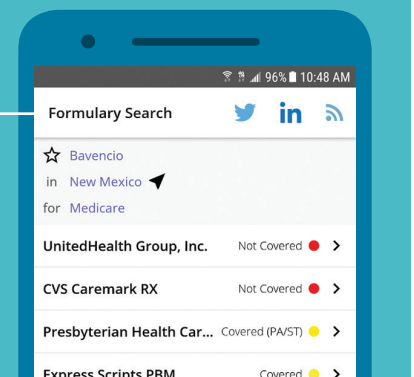 96% 10:48 AM
Formulary Search in
Bavencio
in New Mexico
for Medicare
UnitedHealth Group, Inc. Not Covered
CVS Caremark RX Not Covered
Presbyterian Health Car... Covered (PA/ST)
Express Scripts PBM Covered